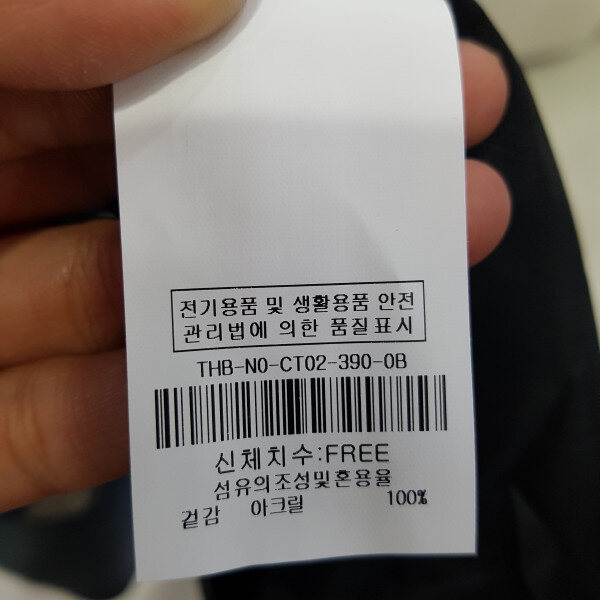 전기용품 및 생활용품 안전
관리법에 의한 품질표시
THB-NO-CT02-390-0B
신체치수:FREE
섬유의조성및혼용율
겉감 아크릴 100%